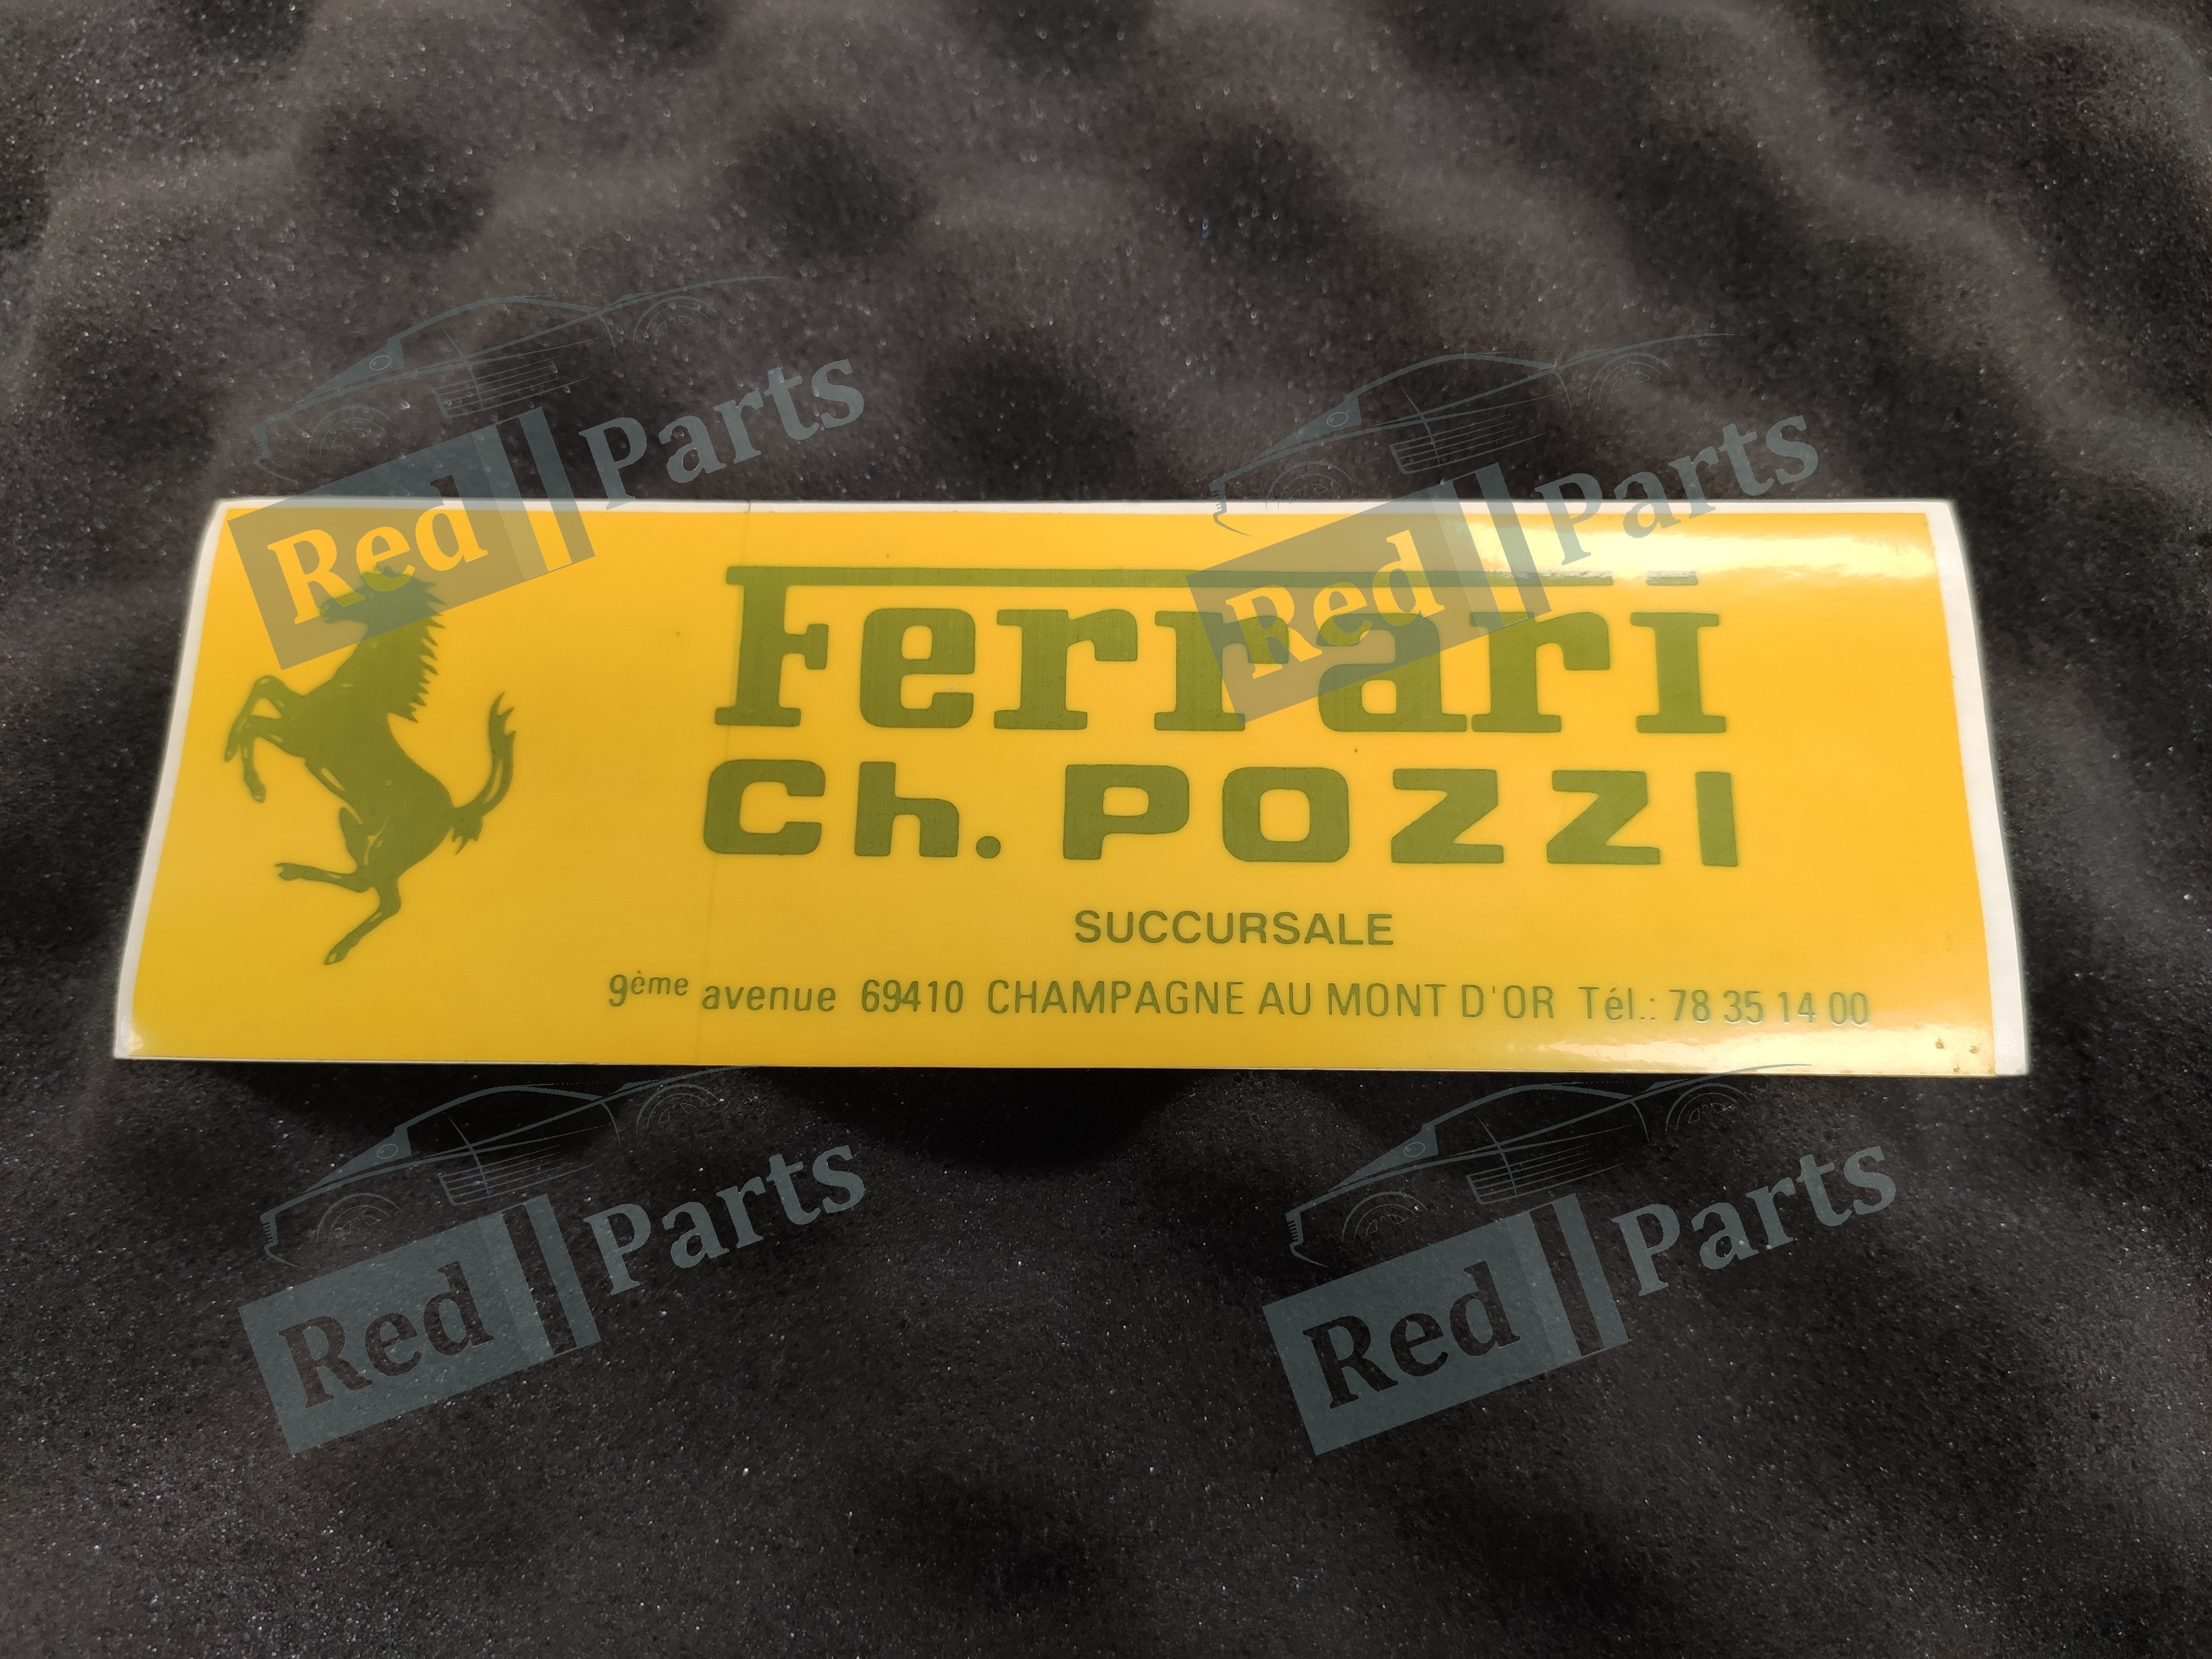 Red Parts
Red Parts
Ferrari
Ch. POZZI
SUCCURSALE
9ème avenue 69410 CHAMPAGNE AU MONT D'OR Tél.: 78 35 14 00
Red Parts
Red Parts